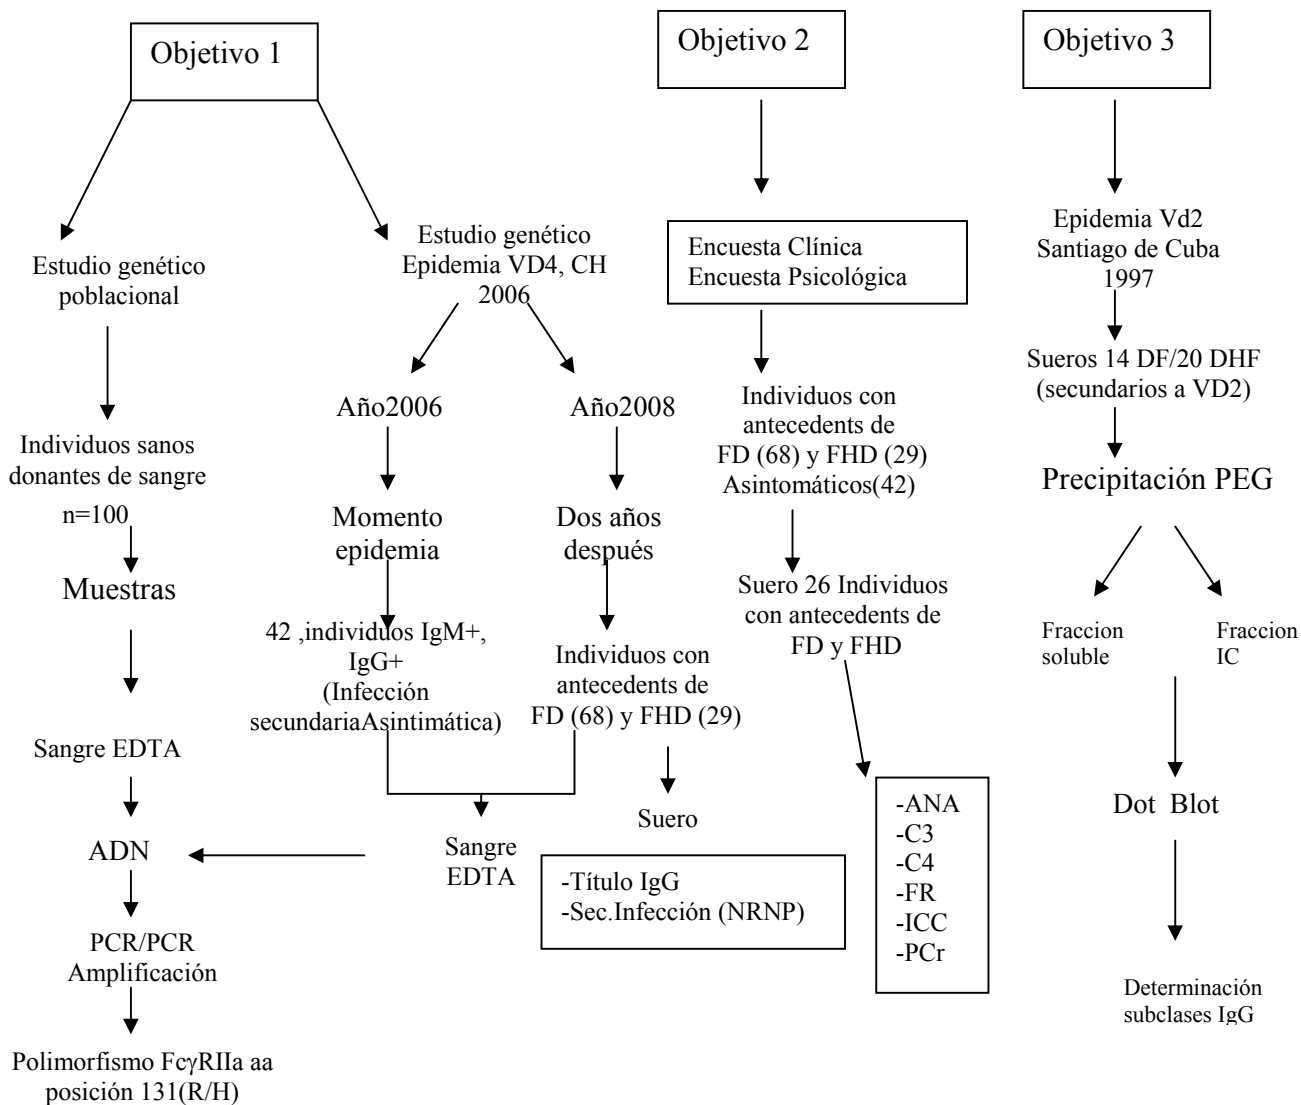 Objetivo 1
Estudio genético
poblacional
Individuos sanos
donantes de sangre
n=100
Muestras
Sangre EDTA
ADN
PCR/PCR
Amplificación
Polimorfismo FcγRIIa aa
posición 131(R/H)
Estudio genético
Epidemia VD4, CH
2006
Año2006
Momento
epidemia
42 ,individuos IgM+,
IgG+
(Infección
secundariaAsintimática)
Año2008
Dos años
después
Individuos con
antecedents de
FD (68) y FHD (29)
Sangre
EDTA
Suero
-Título IgG
-Sec.Infección (NRNP)
Objetivo 2
Encuesta Clínica
Encuesta Psicológica
Individuos con
antecedents de
FD (68) y FHD (29)
Asintomáticos(42)
Suero 26 Individuos
con antecedents de
FD y FHD
-ANA
-C3
-C4
-FR
-ICC
-PCr
Objetivo 3
Epidemia Vd2
Santiago de Cuba
1997
Sueros 14 DF/20 DHF
(secundarios a VD2)
Precipitación PEG
Fraccion
soluble
Fraccion
IC
Dot Blot
Determinación
subclases IgG